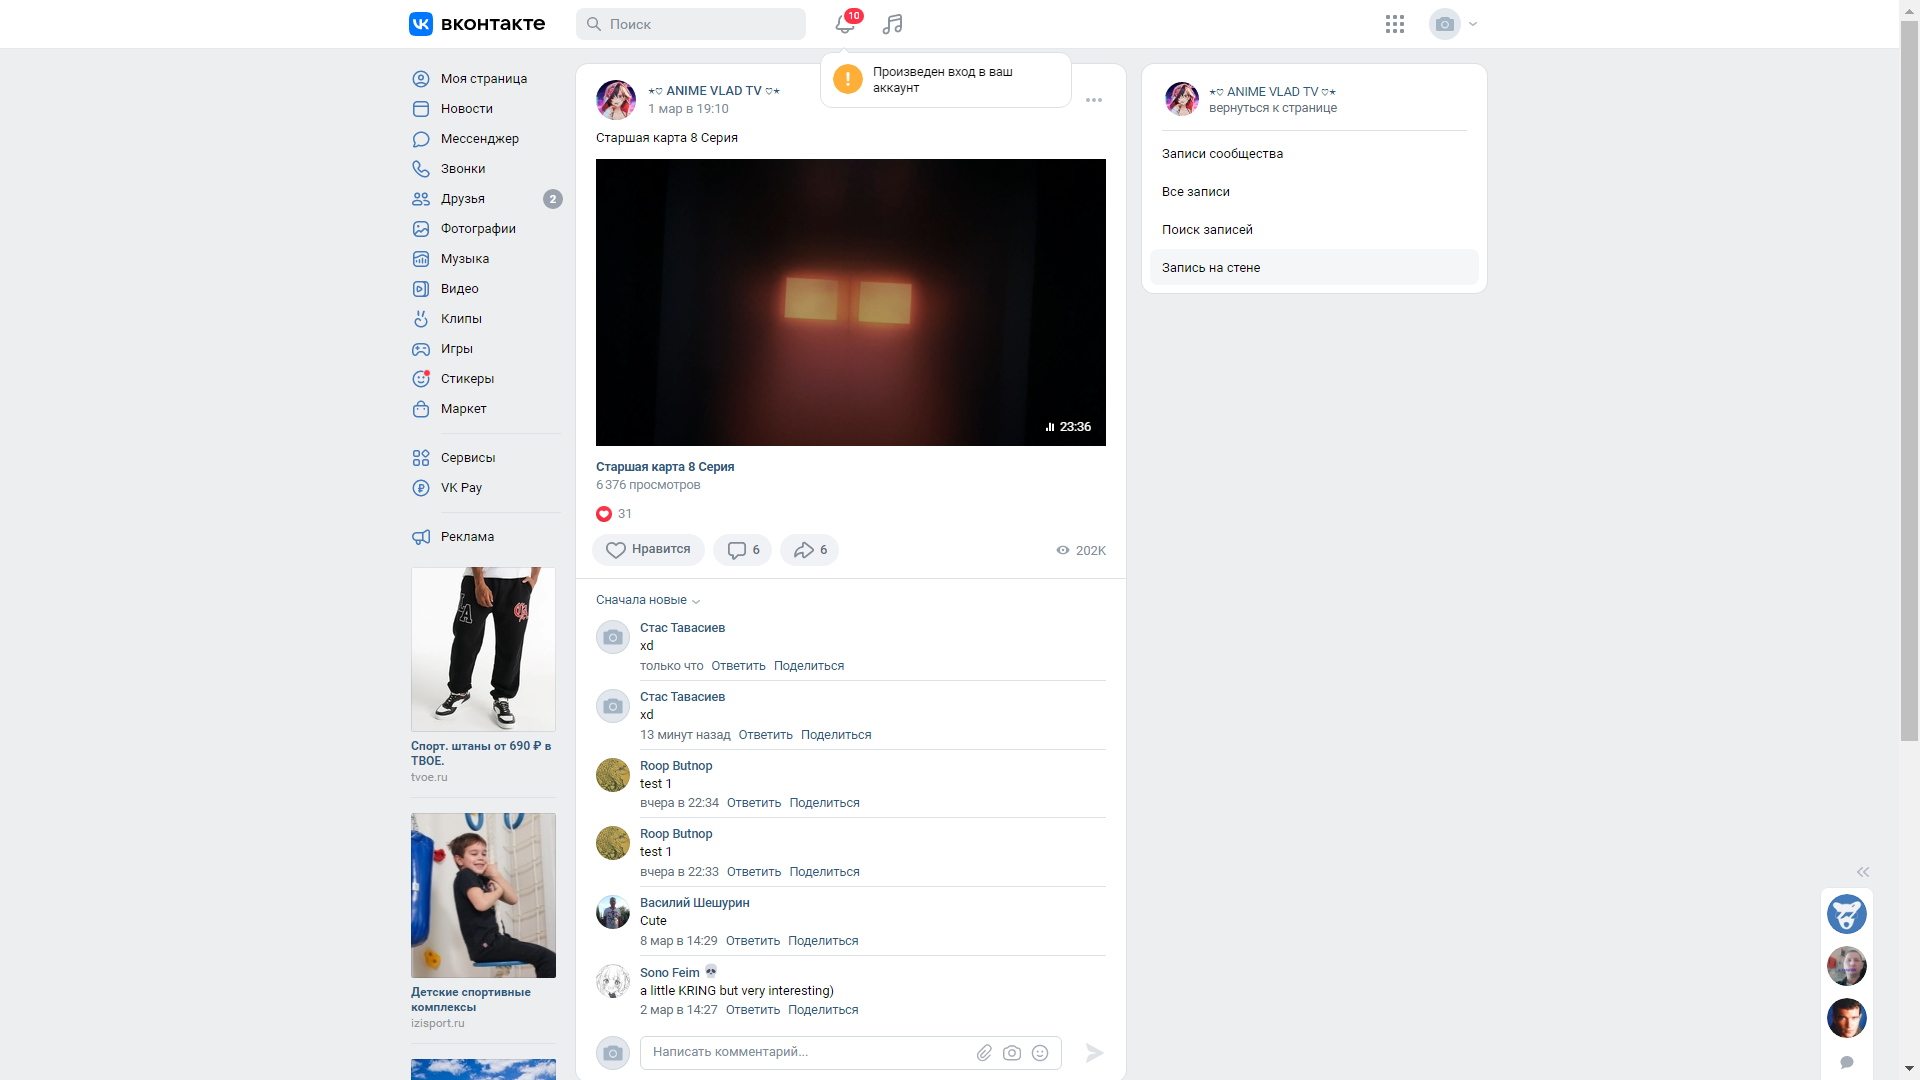 вконтакте
Поиск
10
Произведен вход в ваш
аккаунт
Моя страница
Новости
Мессенджер
Звонки
Друзья
2
Фотографии
Музыка
Видео
Клипы
Игры
Стикеры
Маркет
Сервисы
VK Pay
Реклама
Спорт. штаны от 690 ₽ в
ТВОЕ.
tvoe.ru
Детские спортивные
комплексы
izisport.ru
⋆♡ ANIME VLAD TV ♡⋆
1 мар в 19:10
Старшая карта 8 Серия
23:36
Старшая карта 8 Серия
6 376 просмотров
31
Нравится
6
6
202K
Сначала новые
Стас Тавасиев
xd
только что Ответить Поделиться
Стас Тавасиев
xd
13 минут назад Ответить Поделиться
Roop Butnop
test 1
вчера в 22:34 Ответить Поделиться
Roop Butnop
test 1
вчера в 22:33 Ответить Поделиться
Василий Шешурин
Cute
8 мар в 14:29 Ответить Поделиться
Sono Feim 💀
a little KRING but very interesting)
2 мар в 14:27 Ответить Поделиться
Написать комментарий...
⋆♡ ANIME VLAD TV ♡⋆
вернуться к странице
Записи сообщества
Все записи
Поиск записей
Запись на стене